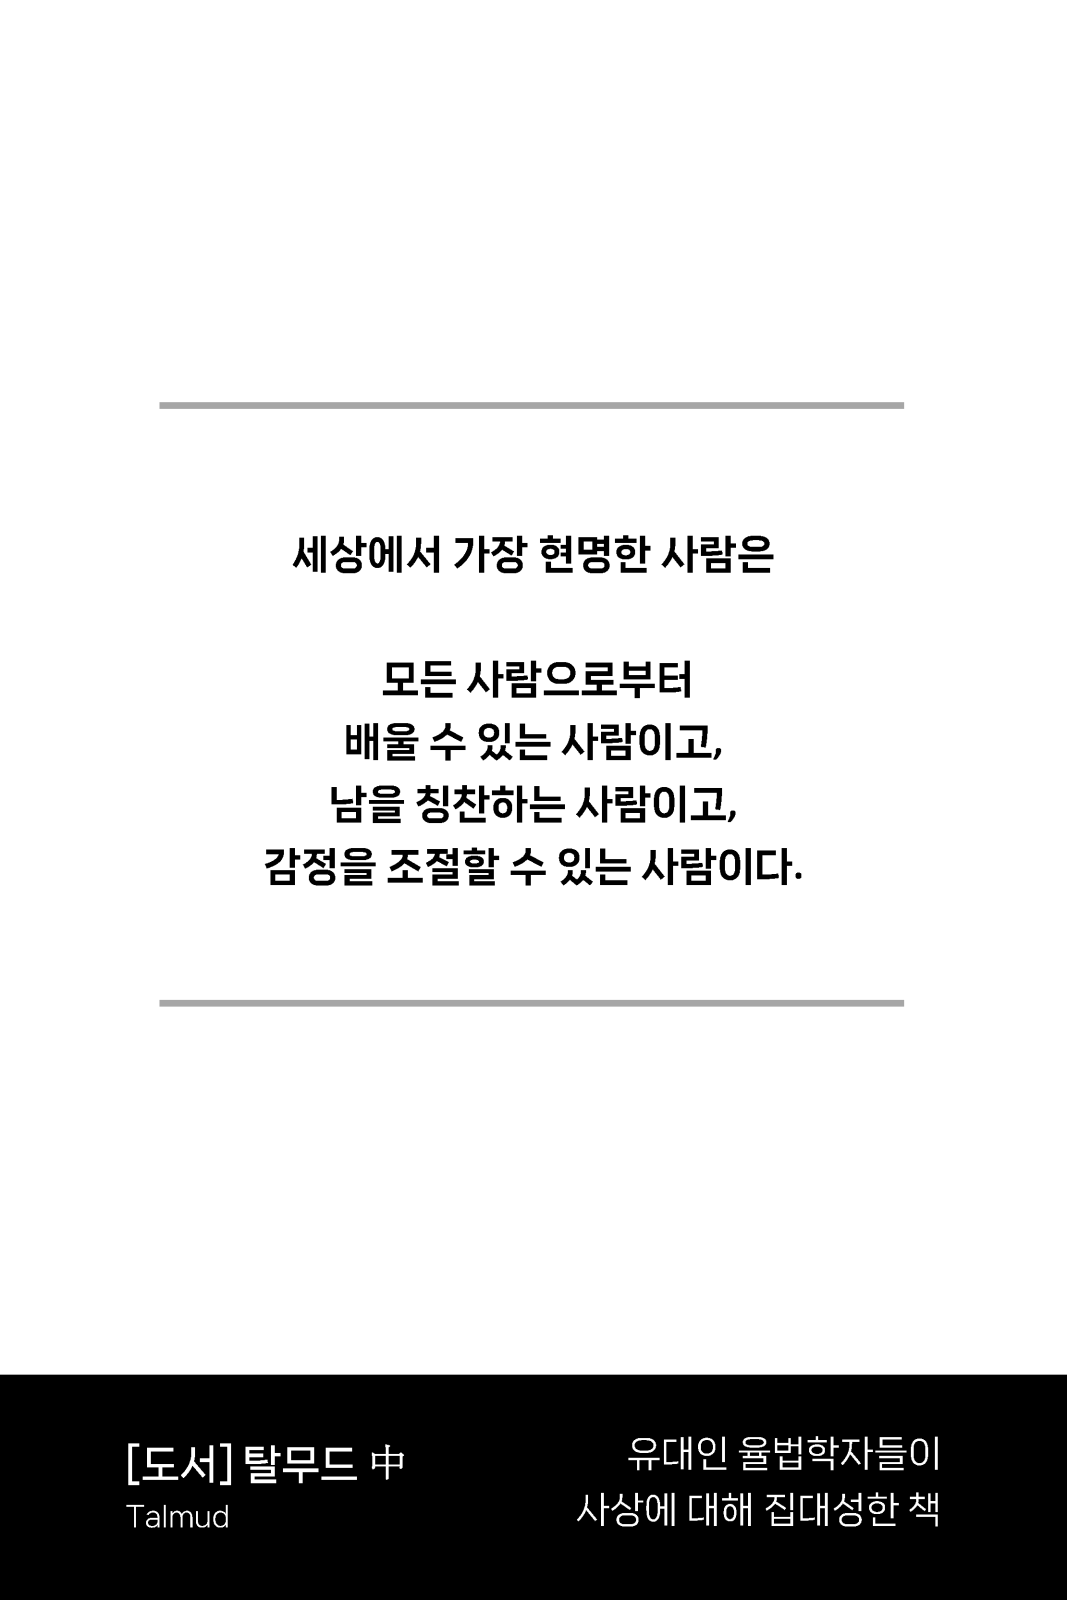 세상에서 가장 현명한 사람은
모든 사람으로부터
배울 수 있는 사람이고,
남을 칭찬하는 사람이고,
감정을 조절할 수 있는 사람이다.
[도서] 탈무드 中
Talmud
유대인 율법학자들이
사상에 대해 집대성한 책